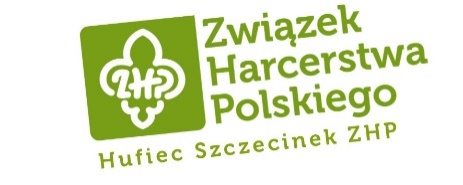 ZHP
Związek
Harcerstwa
Polskiego
Hufiec Szczecinek ZHP